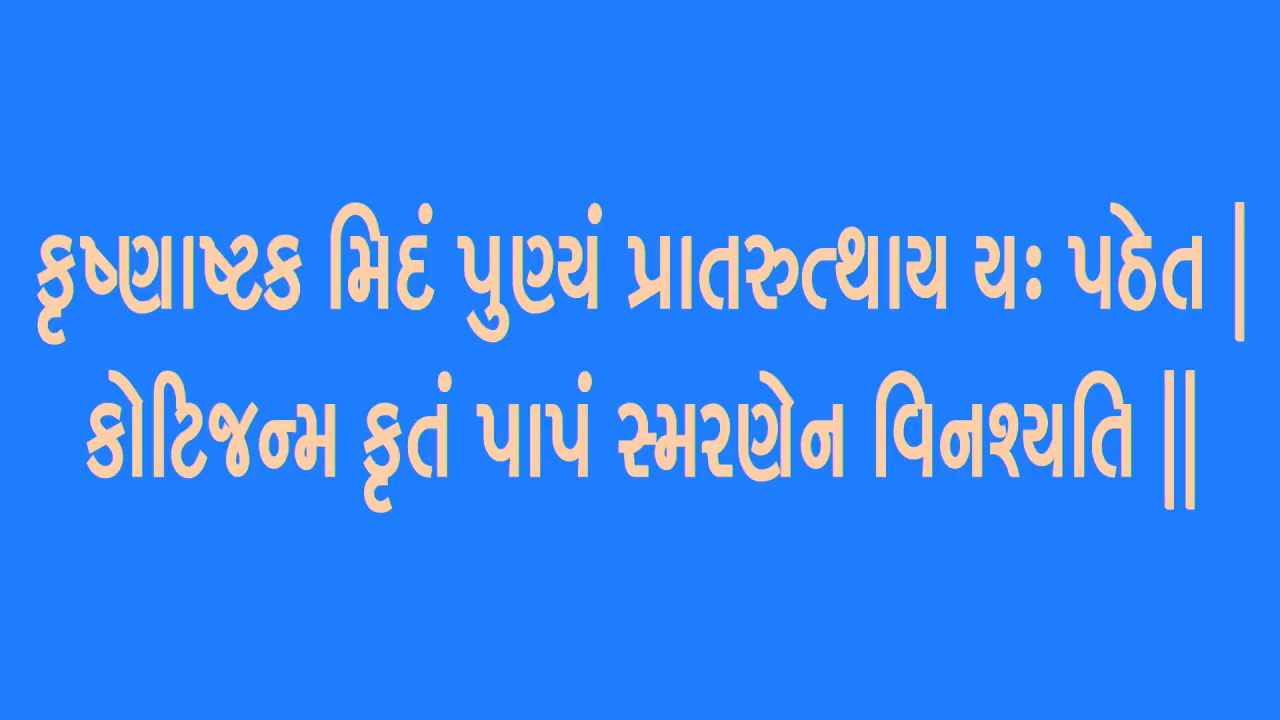 કૃષ્ણાષ્ટક મિદં પુણ્યં પ્રાતરુત્થાય યઃ પઠેત |
કોટિજન્મ કૃતં પાપં સ્મરણેન વિનશ્યતિ ||